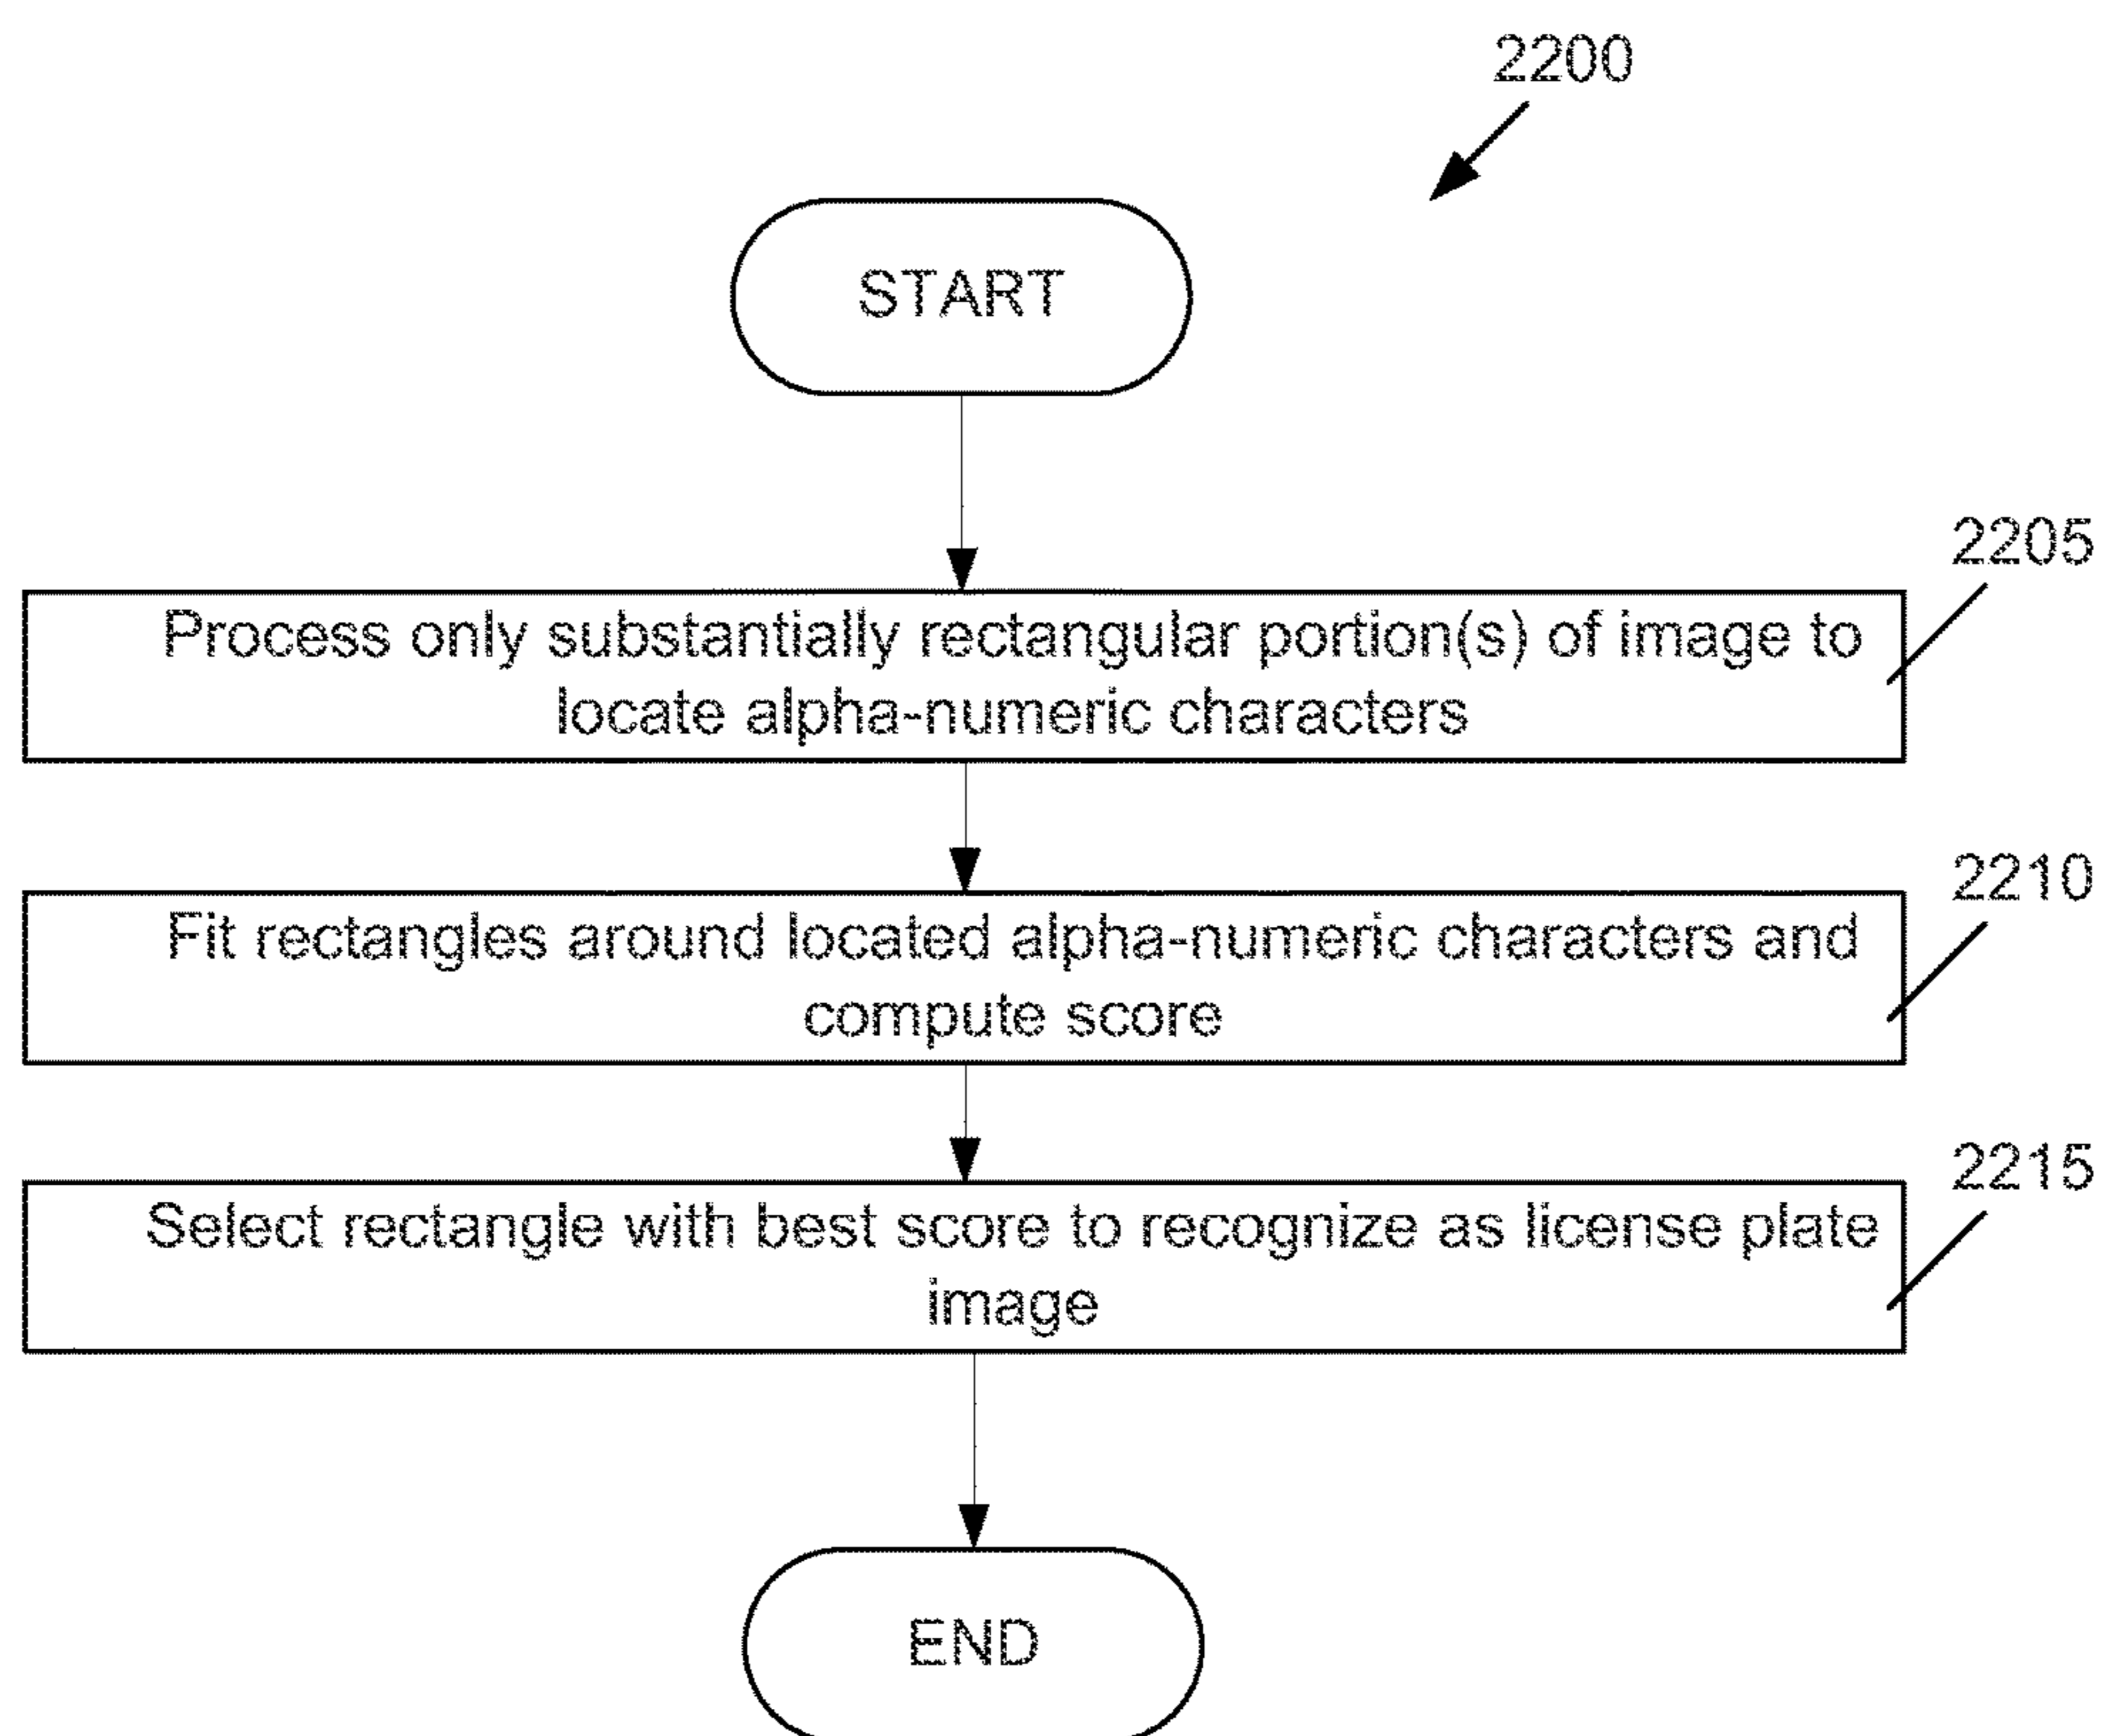 2200
START
2205
Process only substantially rectangular portion(s) of image to
locate alpha-numeric characters
2210
Fit rectangles around located alpha-numeric characters and
compute score
2215
Select rectangle with best score to recognize as license plate
image
END